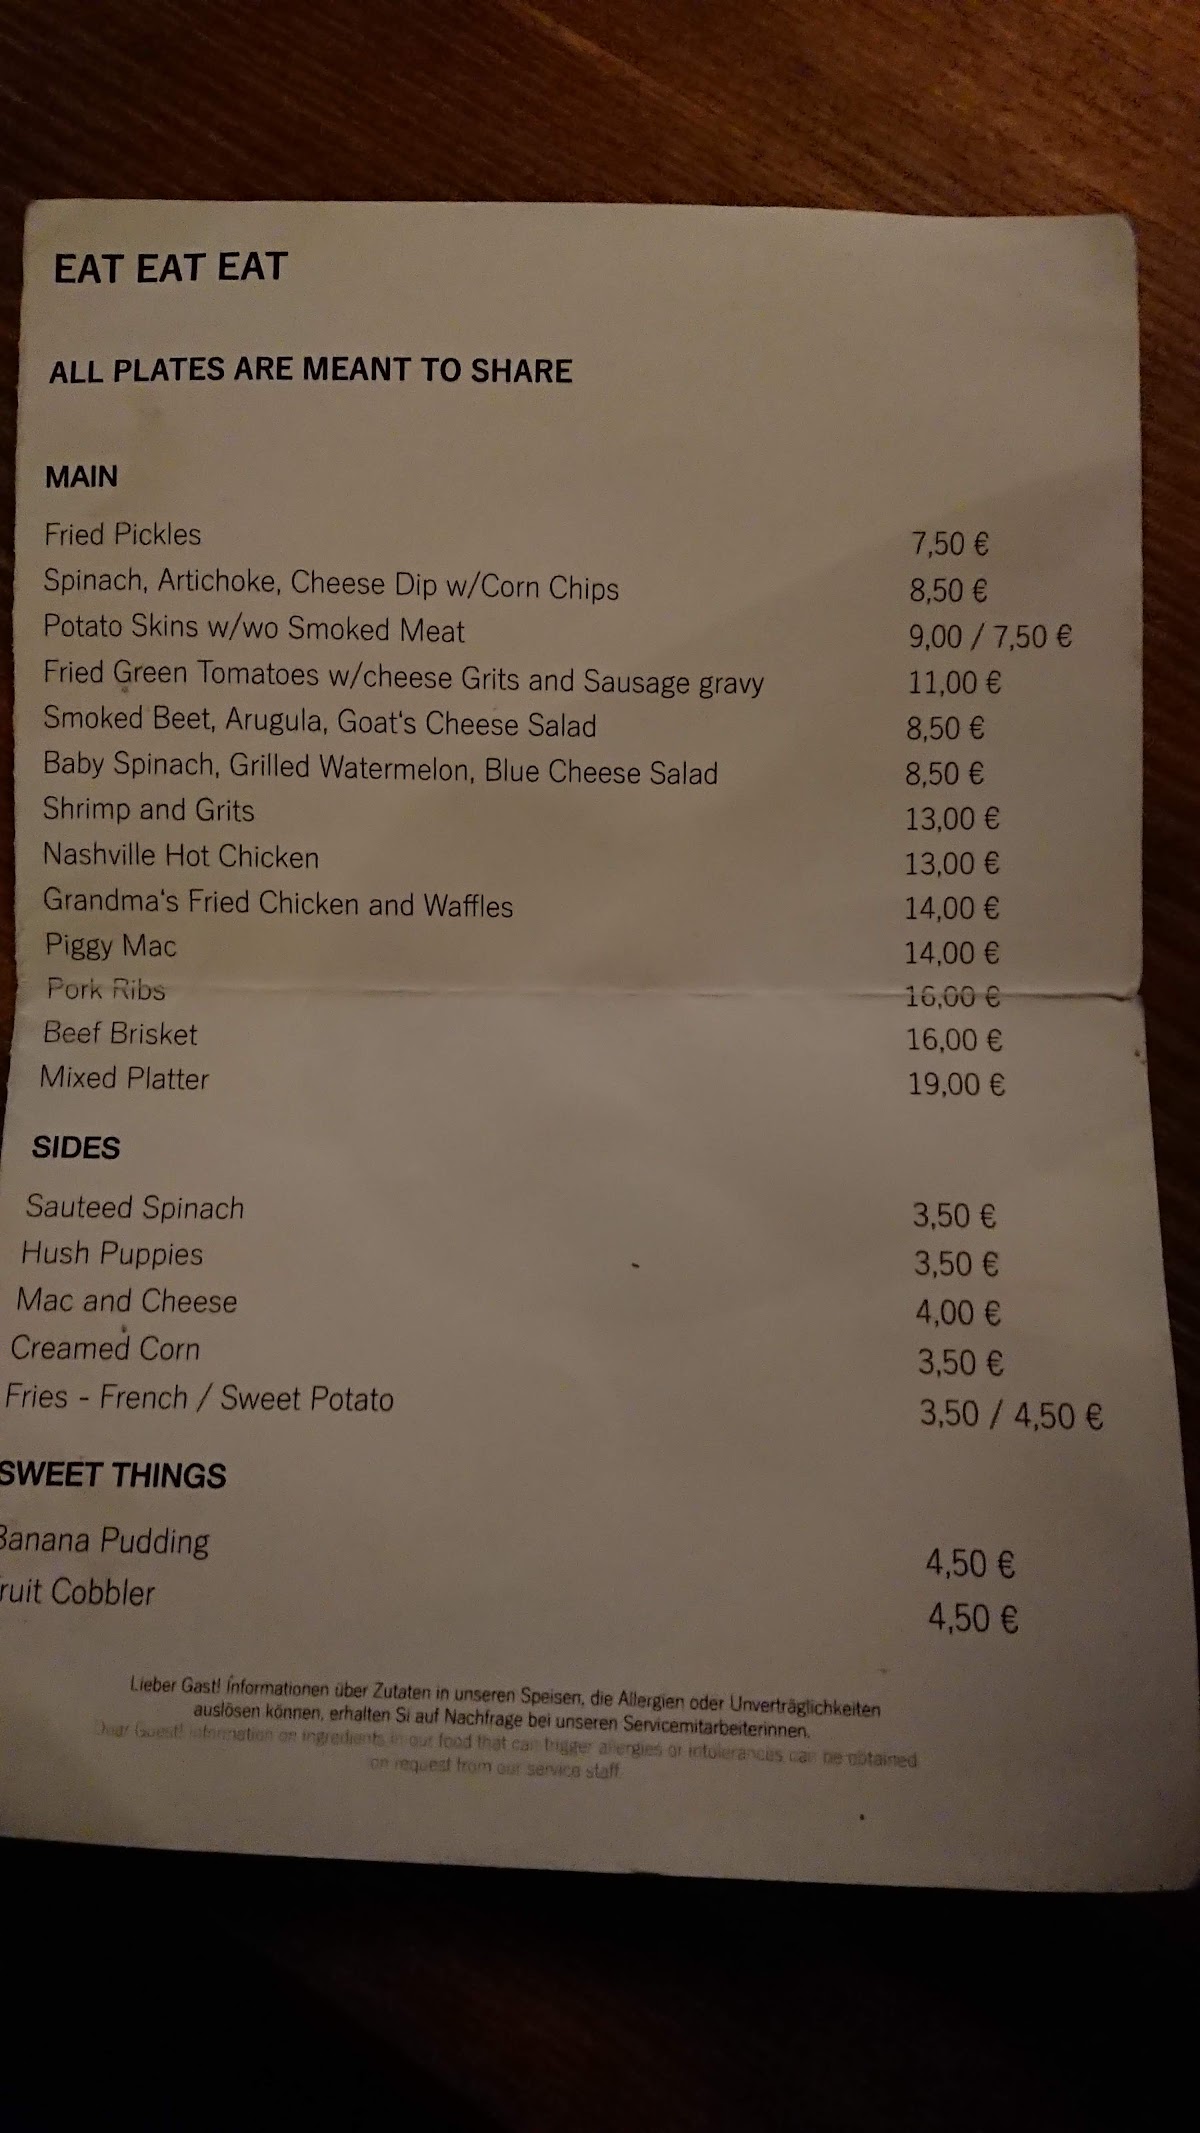 EAT EAT EAT
ALL PLATES ARE MEANT TO SHARE
MAIN
Fried Pickles 7,50 €
Spinach, Artichoke, Cheese Dip w/Corn Chips 8,50 €
Potato Skins w/wo Smoked Meat 9,00 / 7,50 €
Fried Green Tomatoes w/cheese Grits and Sausage gravy 11,00 €
Smoked Beet, Arugula, Goat's Cheese Salad 8,50 €
Baby Spinach, Grilled Watermelon, Blue Cheese Salad 8,50 €
Shrimp and Grits 13,00 €
Nashville Hot Chicken 13,00 €
Grandma's Fried Chicken and Waffles 14,00 €
Piggy Mac 14,00 €
Pork Ribs 16,00 €
Beef Brisket 16,00 €
Mixed Platter 19,00 €
SIDES
Sauteed Spinach 3,50 €
Hush Puppies 3,50 €
Mac and Cheese 4,00 €
Creamed Corn 3,50 €
Fries - French / Sweet Potato 3,50 / 4,50 €
SWEET THINGS
Banana Pudding 4,50 €
ruit Cobbler 4,50 €
Lieber Gast! Informationen über Zutaten in unseren Speisen, die Allergien oder Unverträglichkeiten
auslösen können, erhalten Si auf Nachfrage bei unseren Servicemitarbeiterinnen.
Dear Guest! Information on ingredients in our food that can trigger allergies or intolerances can be obtained
on request from our service staff.